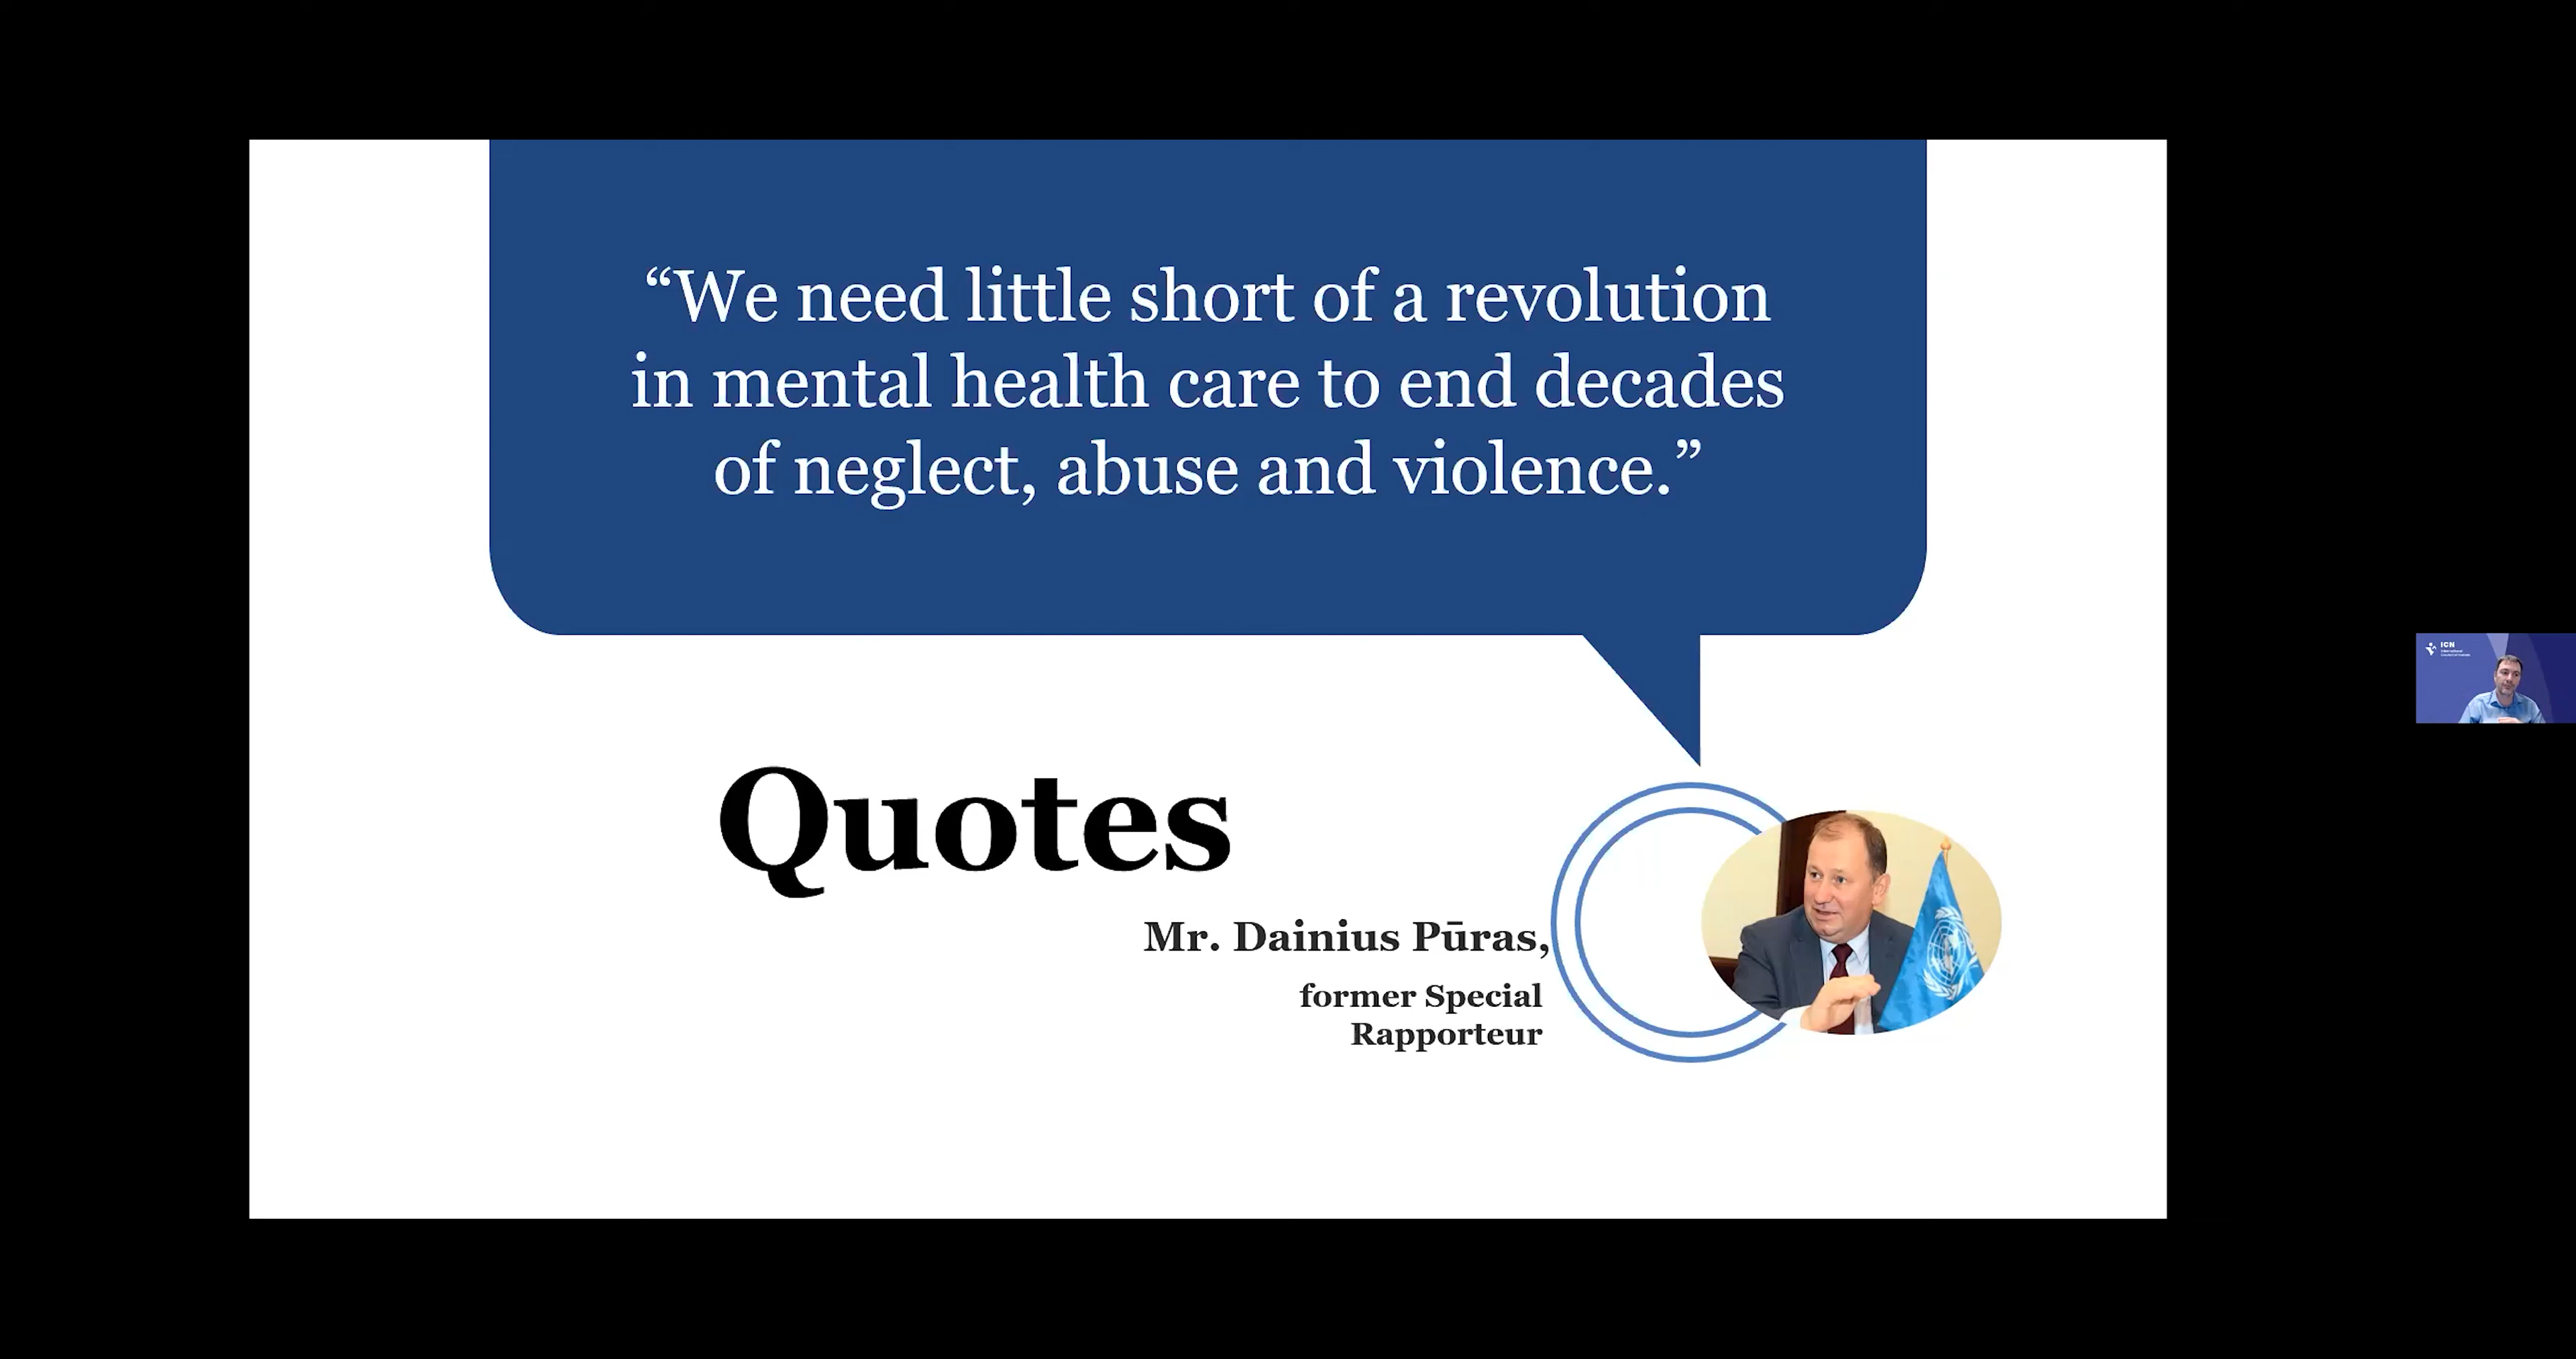 “We need little short of a revolution
in mental health care to end decades
of neglect, abuse and violence.”
Quotes
Mr. Dainius Pūras,
former Special
Rapporteur
ICN